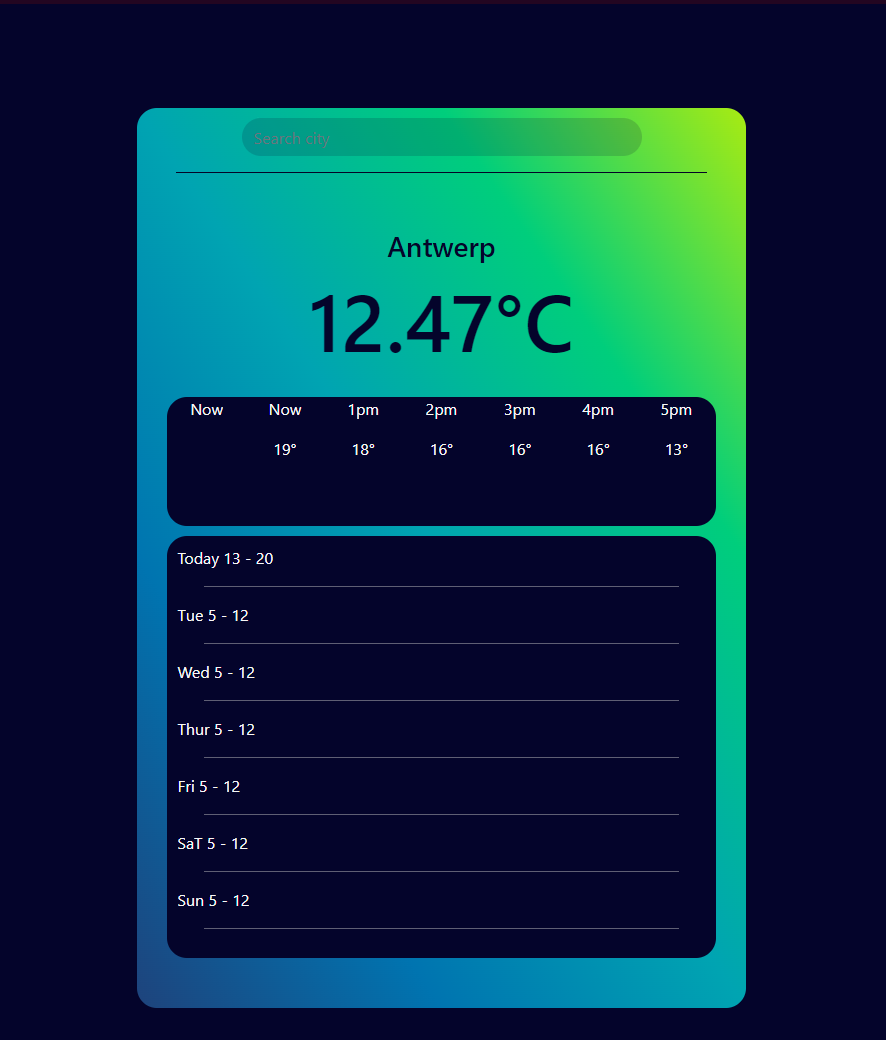 Search city
Antwerp
12.47°C
Now Now 1pm 2pm 3pm 4pm 5pm
19° 18° 16° 16° 16° 13°
Today 13 - 20
Tue 5 - 12
Wed 5 - 12
Thur 5 - 12
Fri 5 - 12
SaT 5 - 12
Sun 5 - 12